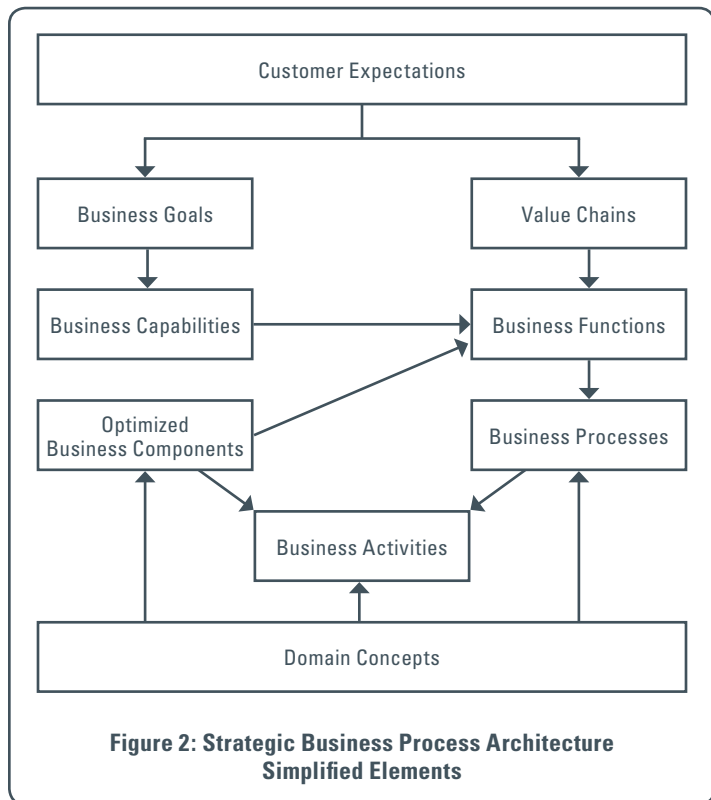 Customer Expectations
Business Goals
Value Chains
Business Capabilities
Business Functions
Optimized
Business Components
Business Processes
Business Activities
Domain Concepts
Figure 2: Strategic Business Process Architecture
Simplified Elements